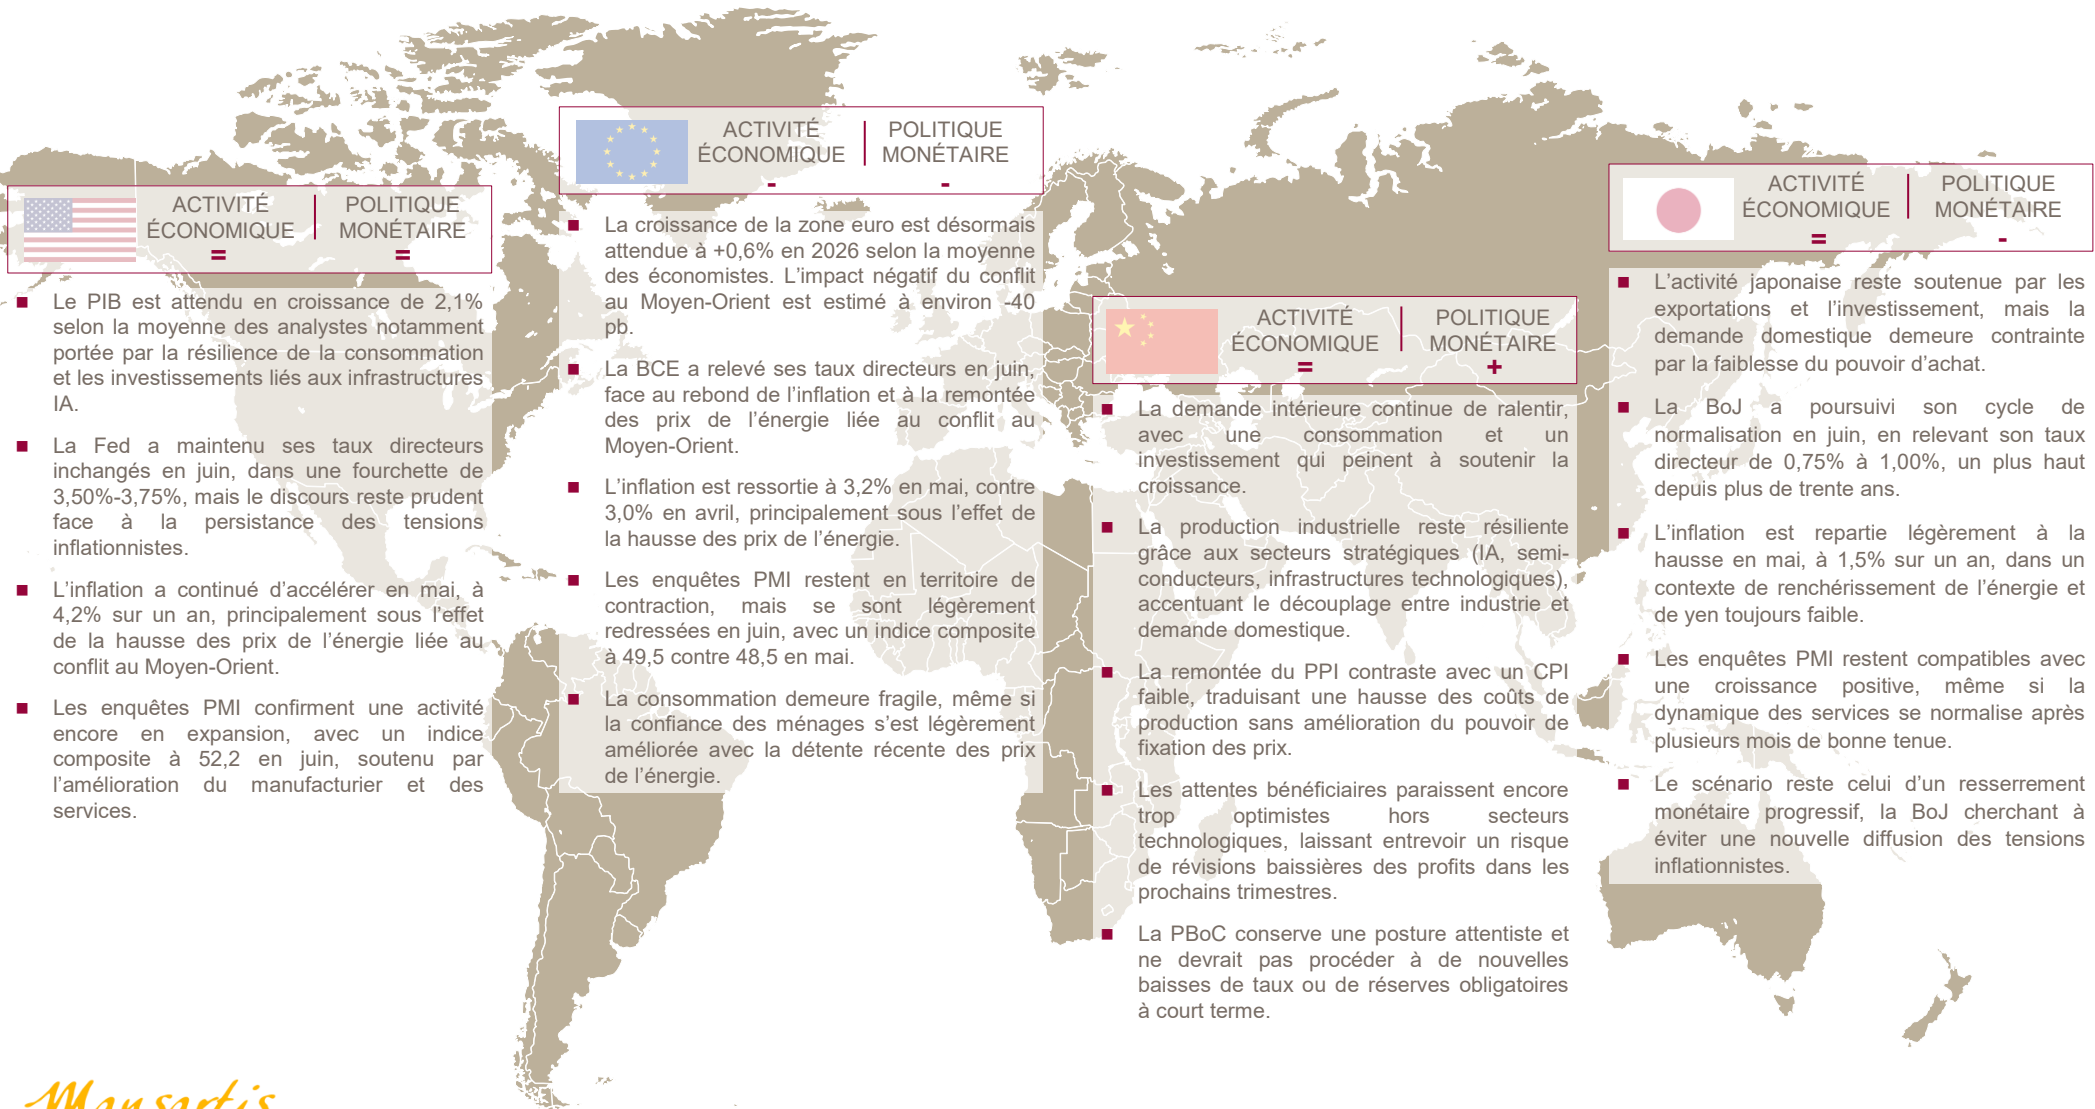 ACTIVITÉ
ÉCONOMIQUE
=
POLITIQUE
MONÉTAIRE
=
Le PIB est attendu en croissance de 2,1%
selon la moyenne des analystes notamment
portée par la résilience de la consommation
et les investissements liés aux infrastructures
IA.
La Fed a maintenu ses taux directeurs
inchangés en juin, dans une fourchette de
3,50%-3,75%, mais le discours reste prudent
face à la persistance des tensions
inflationnistes.
L'inflation a continué d'accélérer en mai, à
4,2% sur un an, principalement sous l'effet
de la hausse des prix de l'énergie liée au
conflit au Moyen-Orient.
Les enquêtes PMI confirment une activité
encore en expansion, avec un indice
composite à 52,2 en juin, soutenu par
l'amélioration du manufacturier et des
services.
ACTIVITÉ
ÉCONOMIQUE
-
POLITIQUE
MONÉTAIRE
-
La croissance de la zone euro est désormais
attendue à +0,6% en 2026 selon la moyenne
des économistes. L'impact négatif du conflit
au Moyen-Orient est estimé à environ -40
pb.
La BCE a relevé ses taux directeurs en juin,
face au rebond de l'inflation et à la remontée
des prix de l'énergie liée au conflit au
Moyen-Orient.
L'inflation est ressortie à 3,2% en mai, contre
3,0% en avril, principalement sous l'effet de
la hausse des prix de l'énergie.
Les enquêtes PMI restent en territoire de
contraction, mais se sont légèrement
redressées en juin, avec un indice composite
à 49,5 contre 48,5 en mai.
La consommation demeure fragile, même si
la confiance des ménages s'est légèrement
améliorée avec la détente récente des prix
de l'énergie.
ACTIVITÉ
ÉCONOMIQUE
=
POLITIQUE
MONÉTAIRE
+
La demande intérieure continue de ralentir,
avec une consommation et un
investissement qui peinent à soutenir la
croissance.
La production industrielle reste résiliente
grâce aux secteurs stratégiques (IA, semi-
conducteurs, infrastructures technologiques),
accentuant le découplage entre industrie et
demande domestique.
La remontée du PPI contraste avec un CPI
faible, traduisant une hausse des coûts de
production sans amélioration du pouvoir de
fixation des prix.
Les attentes bénéficiaires paraissent encore
trop optimistes hors secteurs
technologiques, laissant entrevoir un risque
de révisions baissières des profits dans les
prochains trimestres.
La PBoC conserve une posture attentiste et
ne devrait pas procéder à de nouvelles
baisses de taux ou de réserves obligatoires
à court terme.
ACTIVITÉ
ÉCONOMIQUE
=
POLITIQUE
MONÉTAIRE
-
L'activité japonaise reste soutenue par les
exportations et l'investissement, mais la
demande domestique demeure contrainte
par la faiblesse du pouvoir d'achat.
La BoJ a poursuivi son cycle de
normalisation en juin, en relevant son taux
directeur de 0,75% à 1,00%, un plus haut
depuis plus de trente ans.
L'inflation est repartie légèrement à la
hausse en mai, à 1,5% sur un an, dans un
contexte de renchérissement de l'énergie et
de yen toujours faible.
Les enquêtes PMI restent compatibles avec
une croissance positive, même si la
dynamique des services se normalise après
plusieurs mois de bonne tenue.
Le scénario reste celui d'un resserrement
monétaire progressif, la BoJ cherchant à
éviter une nouvelle diffusion des tensions
inflationnistes.
Mansartis